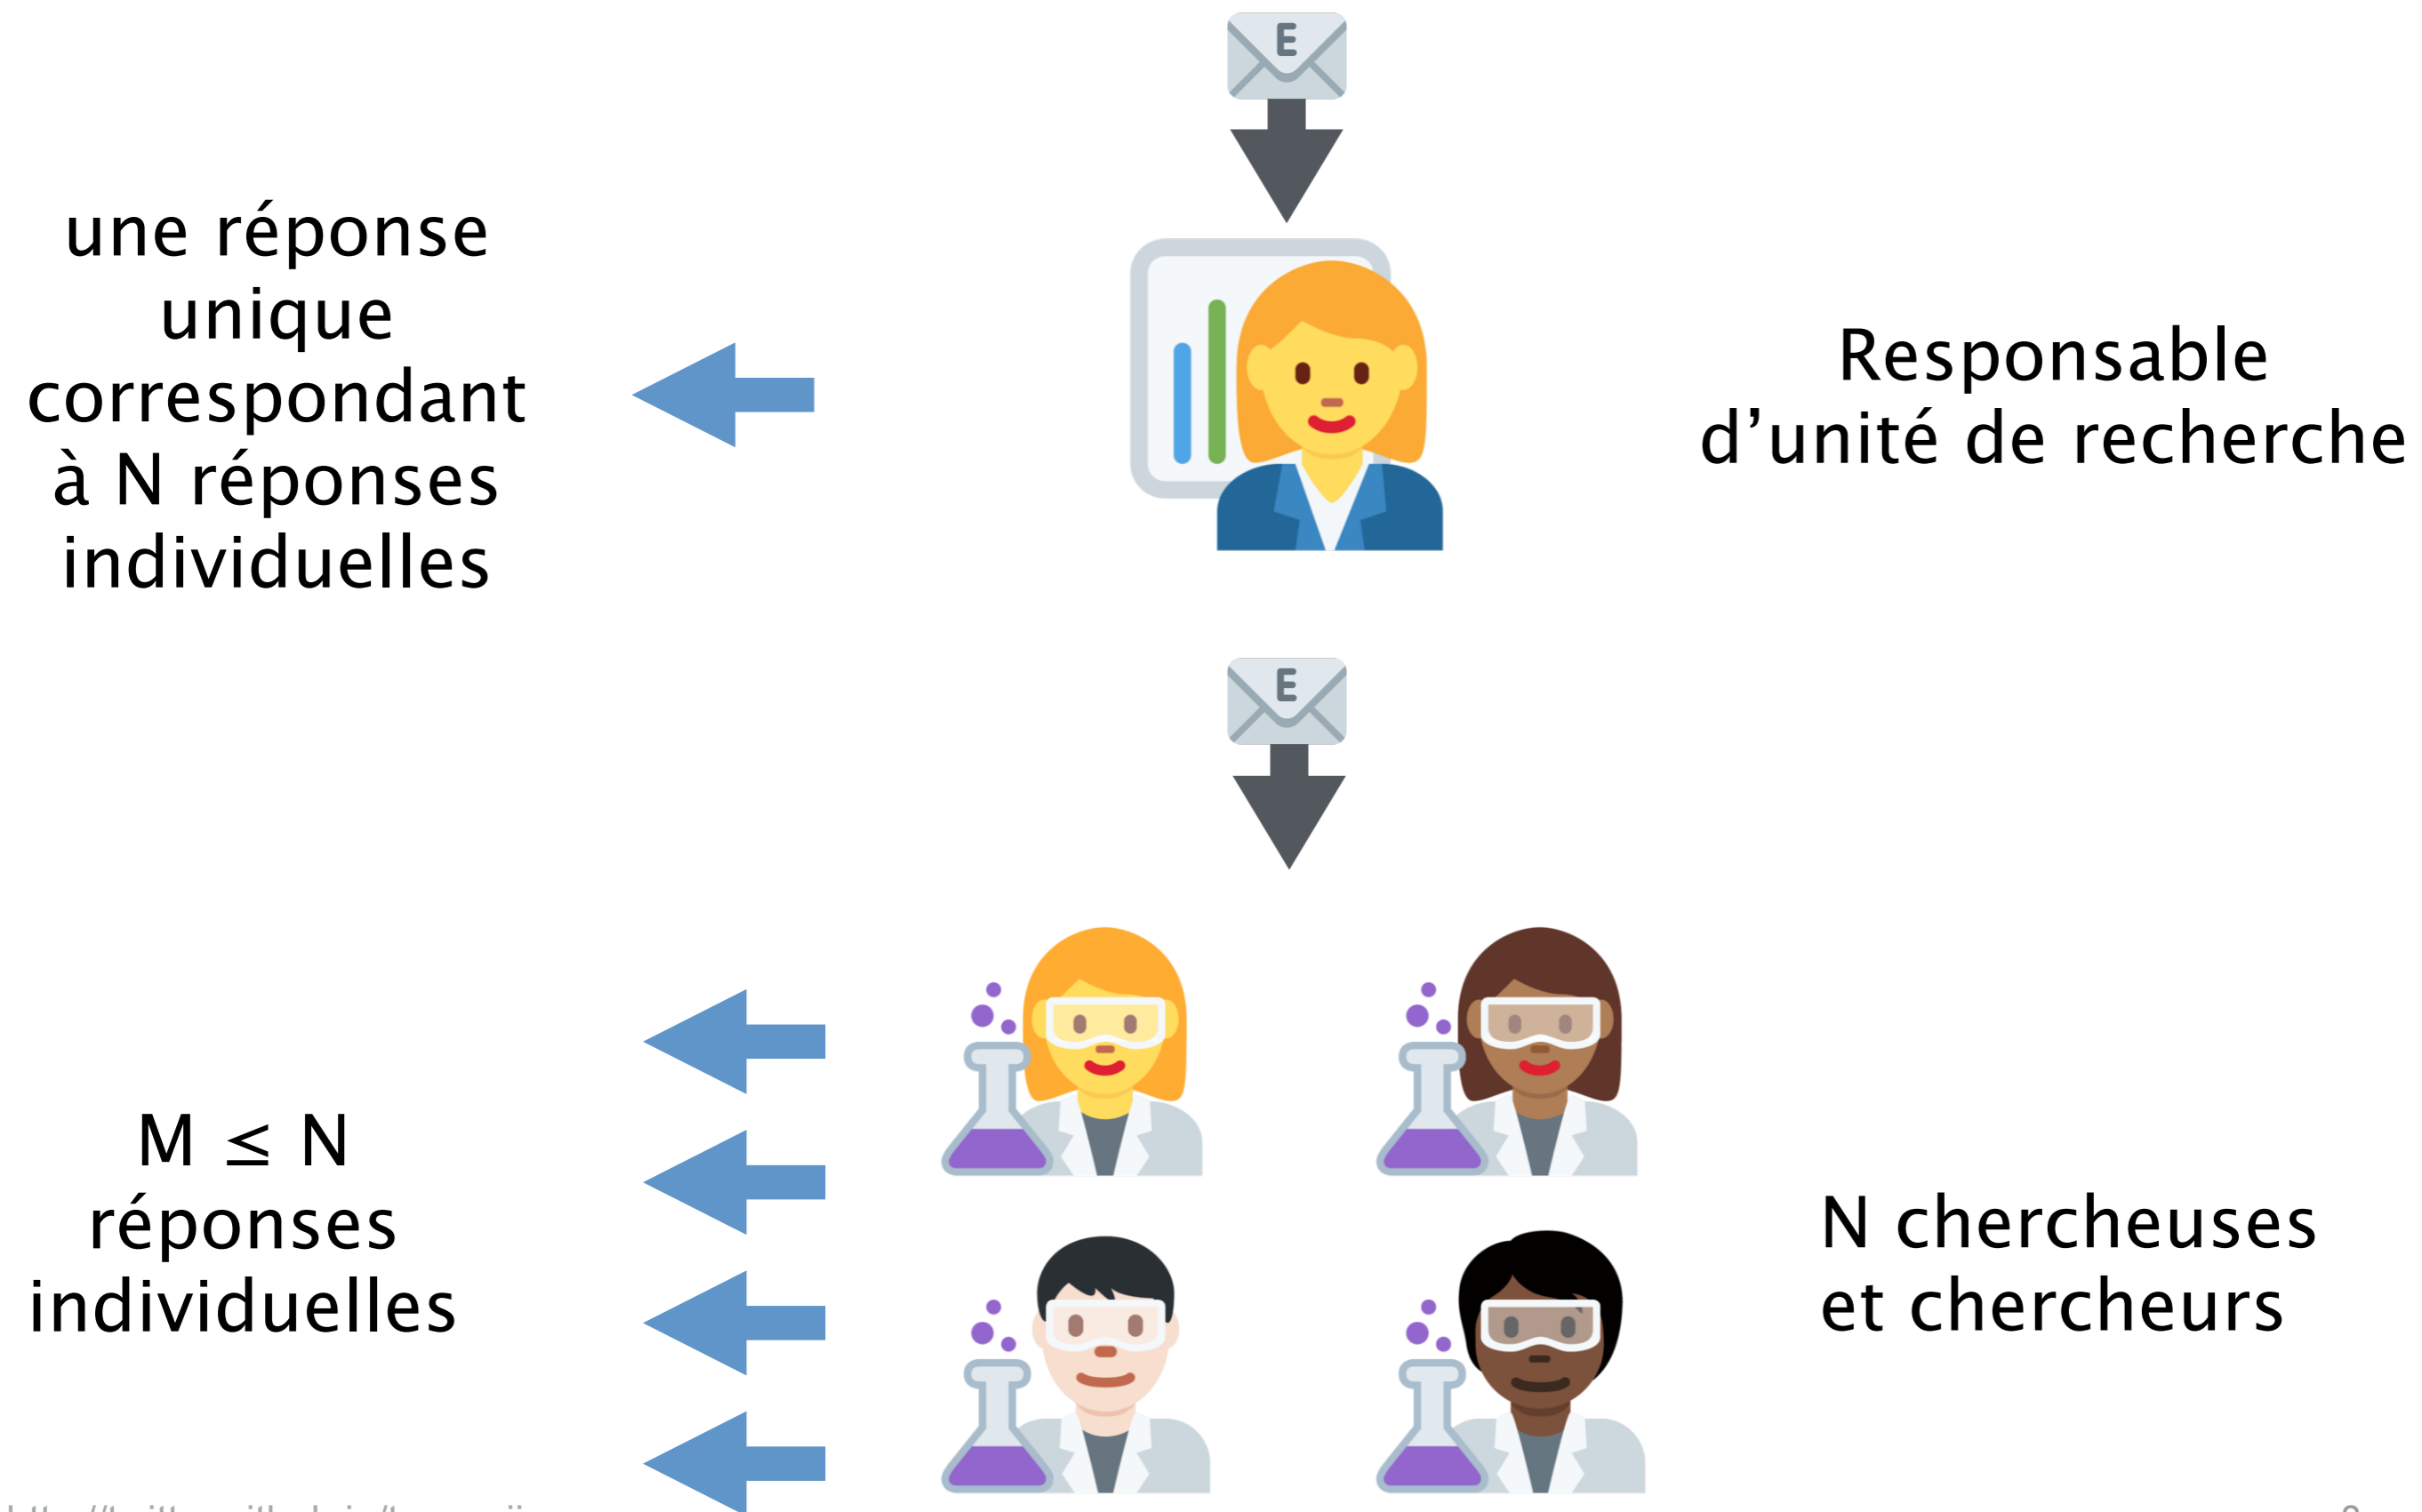 E
une réponse
unique
correspondant
à N réponses
individuelles
Responsable
d’unité de recherche
E
M ≤ N
réponses
individuelles
N chercheuses
et chercheurs